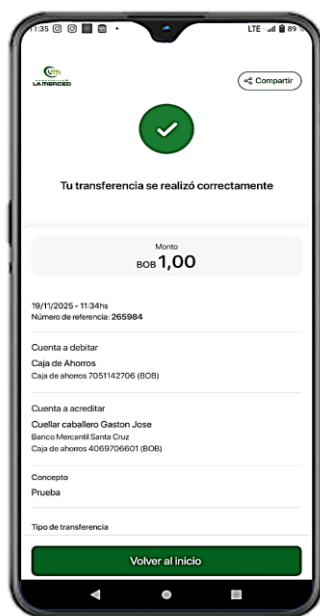 11:35
LTE 89
LA MERCED
Compartir
Tu transferencia se realizó correctamente
Monto
BOB 1,00
19/11/2025 - 11:34hs
Número de referencia: 265984
Cuenta a debitar
Caja de Ahorros
Caja de ahorros 7051142706 (BOB)
Cuenta a acreditar
Cuellar caballero Gaston Jose
Banco Mercantil Santa Cruz
Caja de ahorros 4069706601 (BOB)
Concepto
Prueba
Tipo de transferencia
Volver al inicio